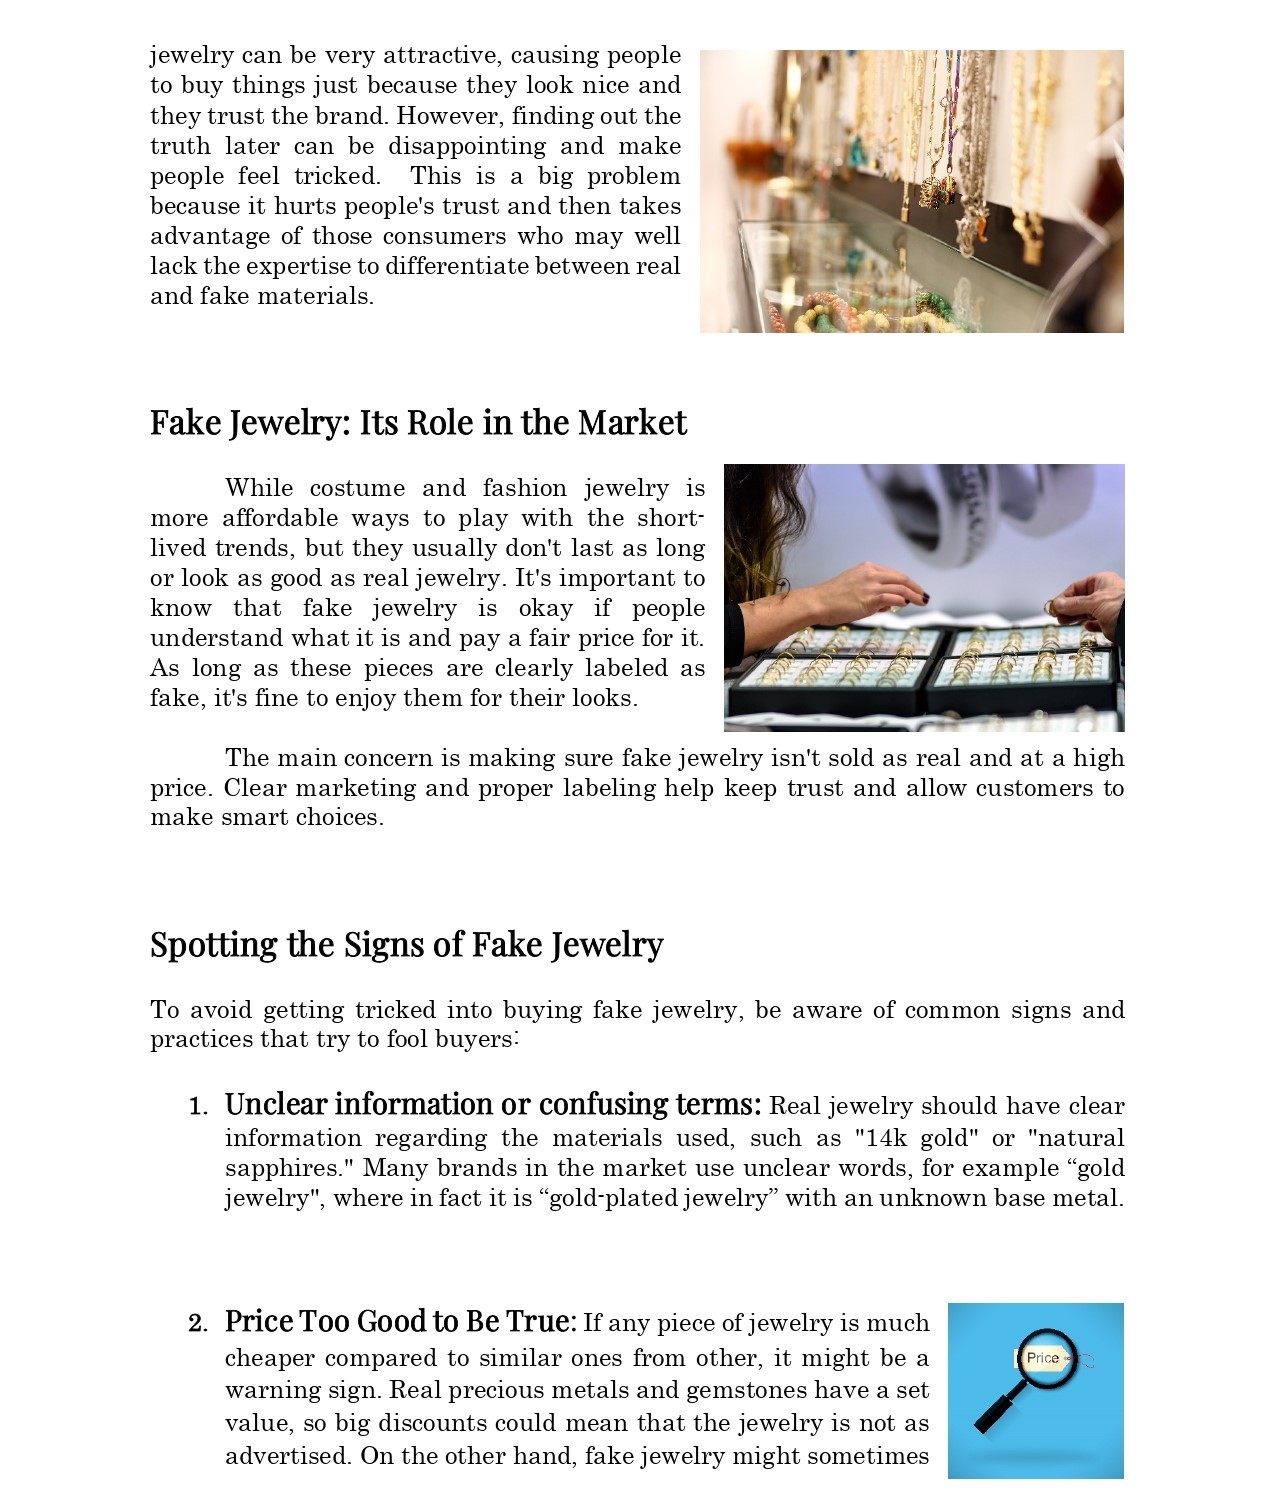 jewelry can be very attractive, causing people
to buy things just because they look nice and
they trust the brand. However, finding out the
truth later can be disappointing and make
people feel tricked.  This is a big problem
because it hurts people's trust and then takes
advantage of those consumers who may well
lack the expertise to differentiate between real
and fake materials.
Fake Jewelry: Its Role in the Market
While costume and fashion jewelry is
more affordable ways to play with the short-
lived trends, but they usually don't last as long
or look as good as real jewelry. It's important to
know that fake jewelry is okay if people
understand what it is and pay a fair price for it.
As long as these pieces are clearly labeled as
fake, it's fine to enjoy them for their looks.
The main concern is making sure fake jewelry isn't sold as real and at a high
price. Clear marketing and proper labeling help keep trust and allow customers to
make smart choices.
Spotting the Signs of Fake Jewelry
To avoid getting tricked into buying fake jewelry, be aware of common signs and
practices that try to fool buyers:
1. Unclear information or confusing terms: Real jewelry should have clear
information regarding the materials used, such as "14k gold" or "natural
sapphires." Many brands in the market use unclear words, for example “gold
jewelry", where in fact it is “gold-plated jewelry” with an unknown base metal.
2. Price Too Good to Be True: If any piece of jewelry is much
cheaper compared to similar ones from other, it might be a
warning sign. Real precious metals and gemstones have a set
value, so big discounts could mean that the jewelry is not as
advertised. On the other hand, fake jewelry might sometimes
Price